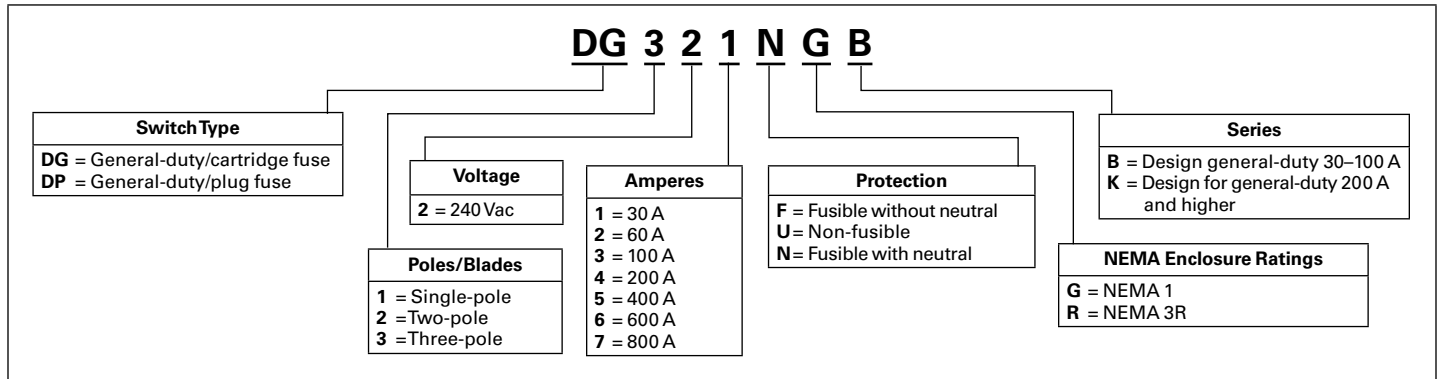 DG 3 2 1 N G B
Switch Type
DG = General-duty/cartridge fuse
DP = General-duty/plug fuse
Poles/Blades
1 = Single-pole
2 = Two-pole
3 = Three-pole
Voltage
2 = 240 Vac
Amperes
1 = 30 A
2 = 60 A
3 = 100 A
4 = 200 A
5 = 400 A
6 = 600 A
7 = 800 A
Protection
F = Fusible without neutral
U = Non-fusible
N = Fusible with neutral
NEMA Enclosure Ratings
G = NEMA 1
R = NEMA 3R
Series
B = Design general-duty 30–100 A
K = Design for general-duty 200 A
and higher